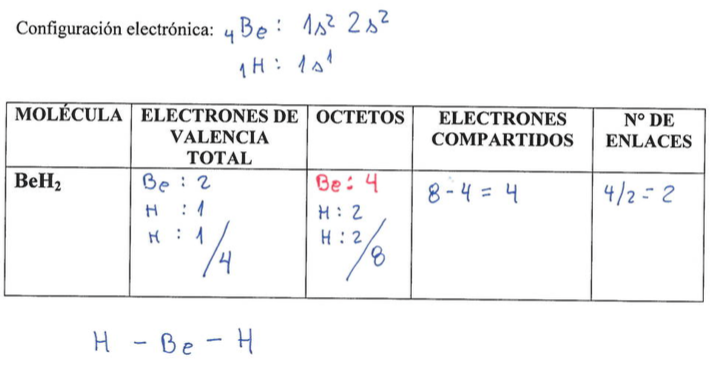 Configuración electrónica: ₄Be : 1s² 2s²
₁H : 1s¹
MOLÉCULA ELECTRONES DE VALENCIA TOTAL OCTETOS ELECTRONES COMPARTIDOS Nº DE ENLACES
BeH₂ Be : 2 Be : 4 8 - 4 = 4 4/2 = 2
H : 1 H : 2
H : 1 H : 2
/4 /8
H - Be - H